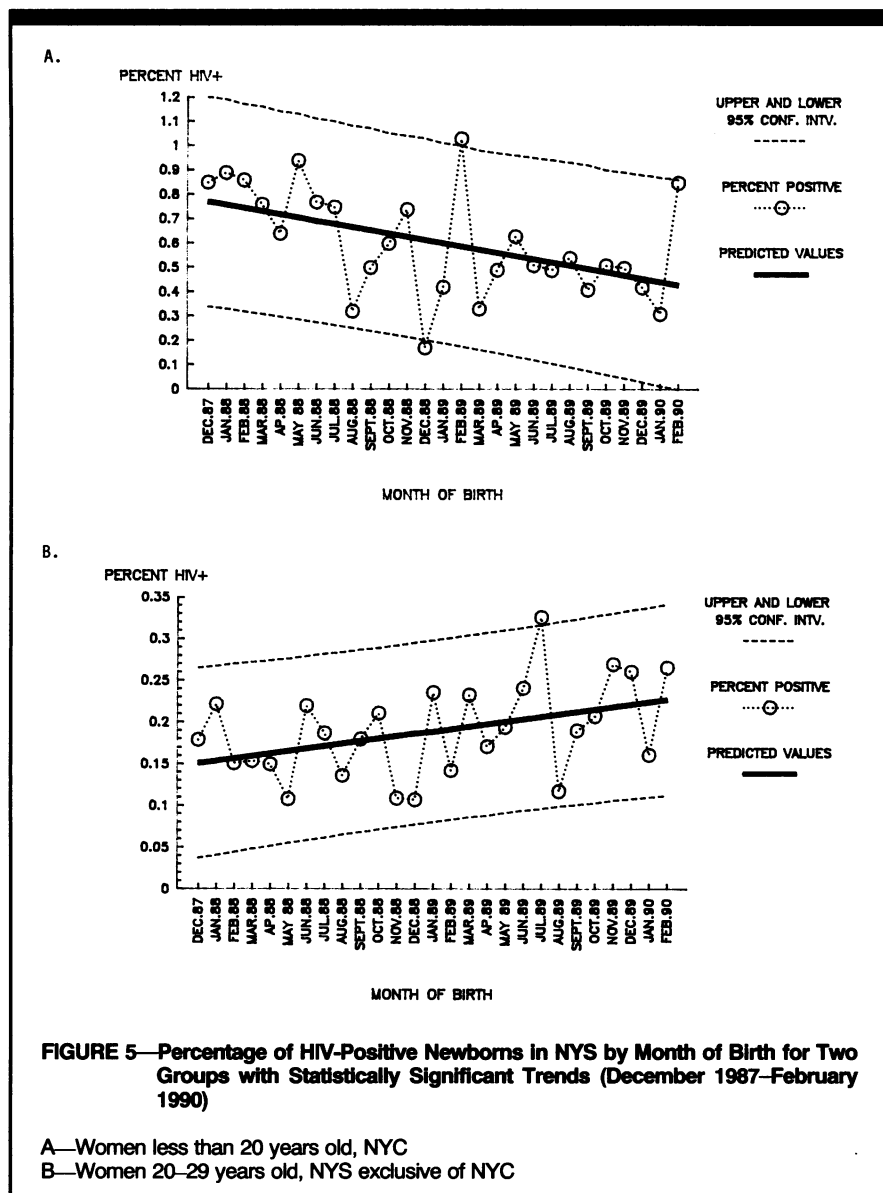 A.
PERCENT HIV+
1.2
1.1
1
0.9
0.8
0.7
0.6
0.5
0.4
0.3
0.2
0.1
0
DEC.87
JAN.88
FEB.88
MAR.88
AP.88
MAY 88
JUN.88
JUL.88
AUG.88
SEPT.88
OCT.88
NOV.88
DEC.88
JAN.89
FEB.89
MAR.89
AP.89
MAY 89
JUN.89
JUL.89
AUG.89
SEPT.89
OCT.89
NOV.89
DEC.89
JAN.90
FEB.90
MONTH OF BIRTH
UPPER AND LOWER
95% CONF. INTV.
PERCENT POSITIVE
PREDICTED VALUES
B.
PERCENT HIV+
0.35
0.3
0.25
0.2
0.15
0.1
0.05
0
DEC.87
JAN.88
FEB.88
MAR.88
AP.88
MAY 88
JUN.88
JUL.88
AUG.88
SEPT.88
OCT.88
NOV.88
DEC.88
JAN.89
FEB.89
MAR.89
AP.89
MAY 89
JUN.89
JUL.89
AUG.89
SEPT.89
OCT.89
NOV.89
DEC.89
JAN.90
FEB.90
MONTH OF BIRTH
UPPER AND LOWER
95% CONF. INTV.
PERCENT POSITIVE
PREDICTED VALUES
FIGURE 5—Percentage of HIV-Positive Newborns in NYS by Month of Birth for Two
Groups with Statistically Significant Trends (December 1987–February
1990)
A—Women less than 20 years old, NYC
B—Women 20–29 years old, NYS exclusive of NYC